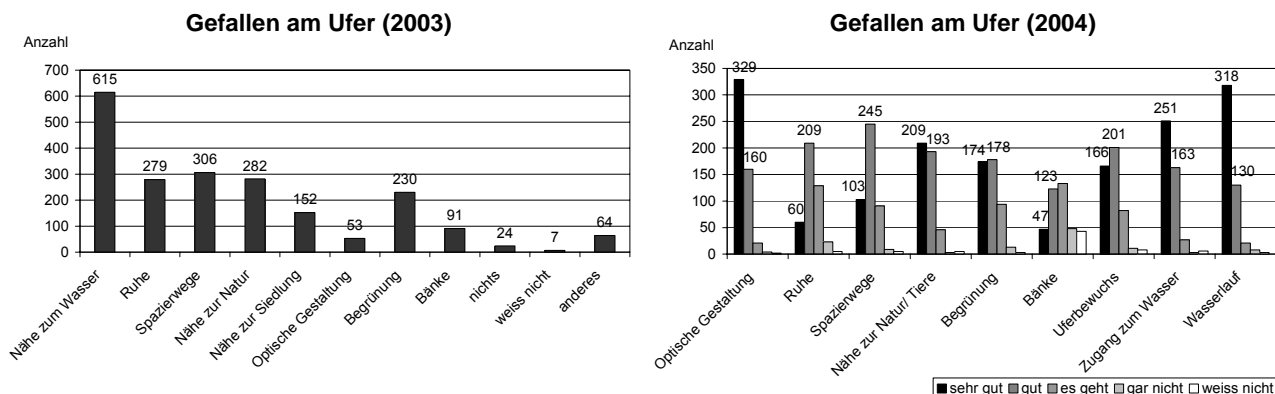 Gefallen am Ufer (2003)
Anzahl
700
600
500
400
300
200
100
0
615
279
306
282
152
53
230
91
24
7
64
Nähe zum Wasser
Ruhe
Spazierwege
Nähe zur Natur
Nähe zur Siedlung
Optische Gestaltung
Begrünung
Bänke
nichts
weiss nicht
anderes
Gefallen am Ufer (2004)
Anzahl
350
300
250
200
150
100
50
0
329
160
60
209
103
245
209
193
174
178
47
123
166
201
251
163
318
130
Optische Gestaltung
Ruhe
Spazierwege
Nähe zur Natur/ Tiere
Begrünung
Bänke
Uferbewuchs
Zugang zum Wasser
Wasserlauf
sehr gut gut es geht gar nicht weiss nicht